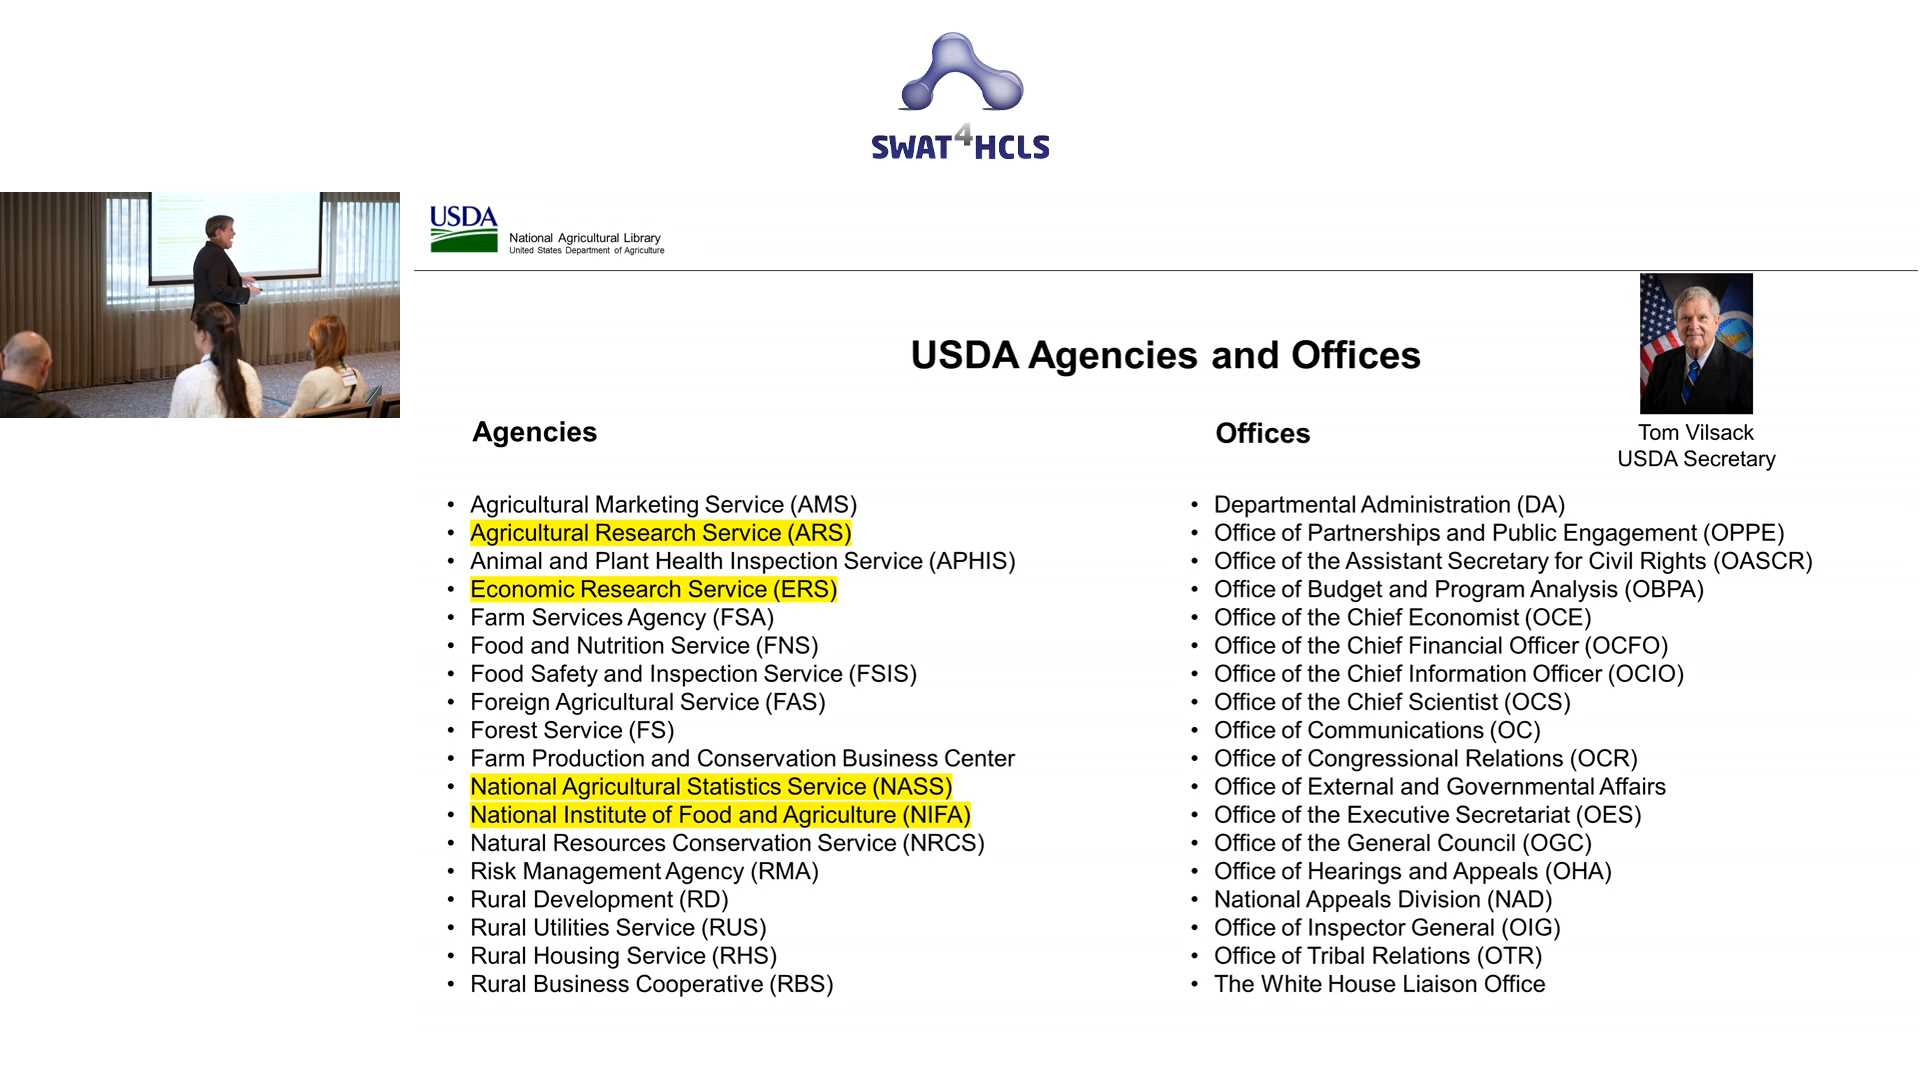 SWAT4HCLS
USDA
National Agricultural Library
United States Department of Agriculture
USDA Agencies and Offices
Tom Vilsack
USDA Secretary
Agencies
• Agricultural Marketing Service (AMS)
• Agricultural Research Service (ARS)
• Animal and Plant Health Inspection Service (APHIS)
• Economic Research Service (ERS)
• Farm Services Agency (FSA)
• Food and Nutrition Service (FNS)
• Food Safety and Inspection Service (FSIS)
• Foreign Agricultural Service (FAS)
• Forest Service (FS)
• Farm Production and Conservation Business Center
• National Agricultural Statistics Service (NASS)
• National Institute of Food and Agriculture (NIFA)
• Natural Resources Conservation Service (NRCS)
• Risk Management Agency (RMA)
• Rural Development (RD)
• Rural Utilities Service (RUS)
• Rural Housing Service (RHS)
• Rural Business Cooperative (RBS)
Offices
• Departmental Administration (DA)
• Office of Partnerships and Public Engagement (OPPE)
• Office of the Assistant Secretary for Civil Rights (OASCR)
• Office of Budget and Program Analysis (OBPA)
• Office of the Chief Economist (OCE)
• Office of the Chief Financial Officer (OCFO)
• Office of the Chief Information Officer (OCIO)
• Office of the Chief Scientist (OCS)
• Office of Communications (OC)
• Office of Congressional Relations (OCR)
• Office of External and Governmental Affairs
• Office of the Executive Secretariat (OES)
• Office of the General Council (OGC)
• Office of Hearings and Appeals (OHA)
• National Appeals Division (NAD)
• Office of Inspector General (OIG)
• Office of Tribal Relations (OTR)
• The White House Liaison Office